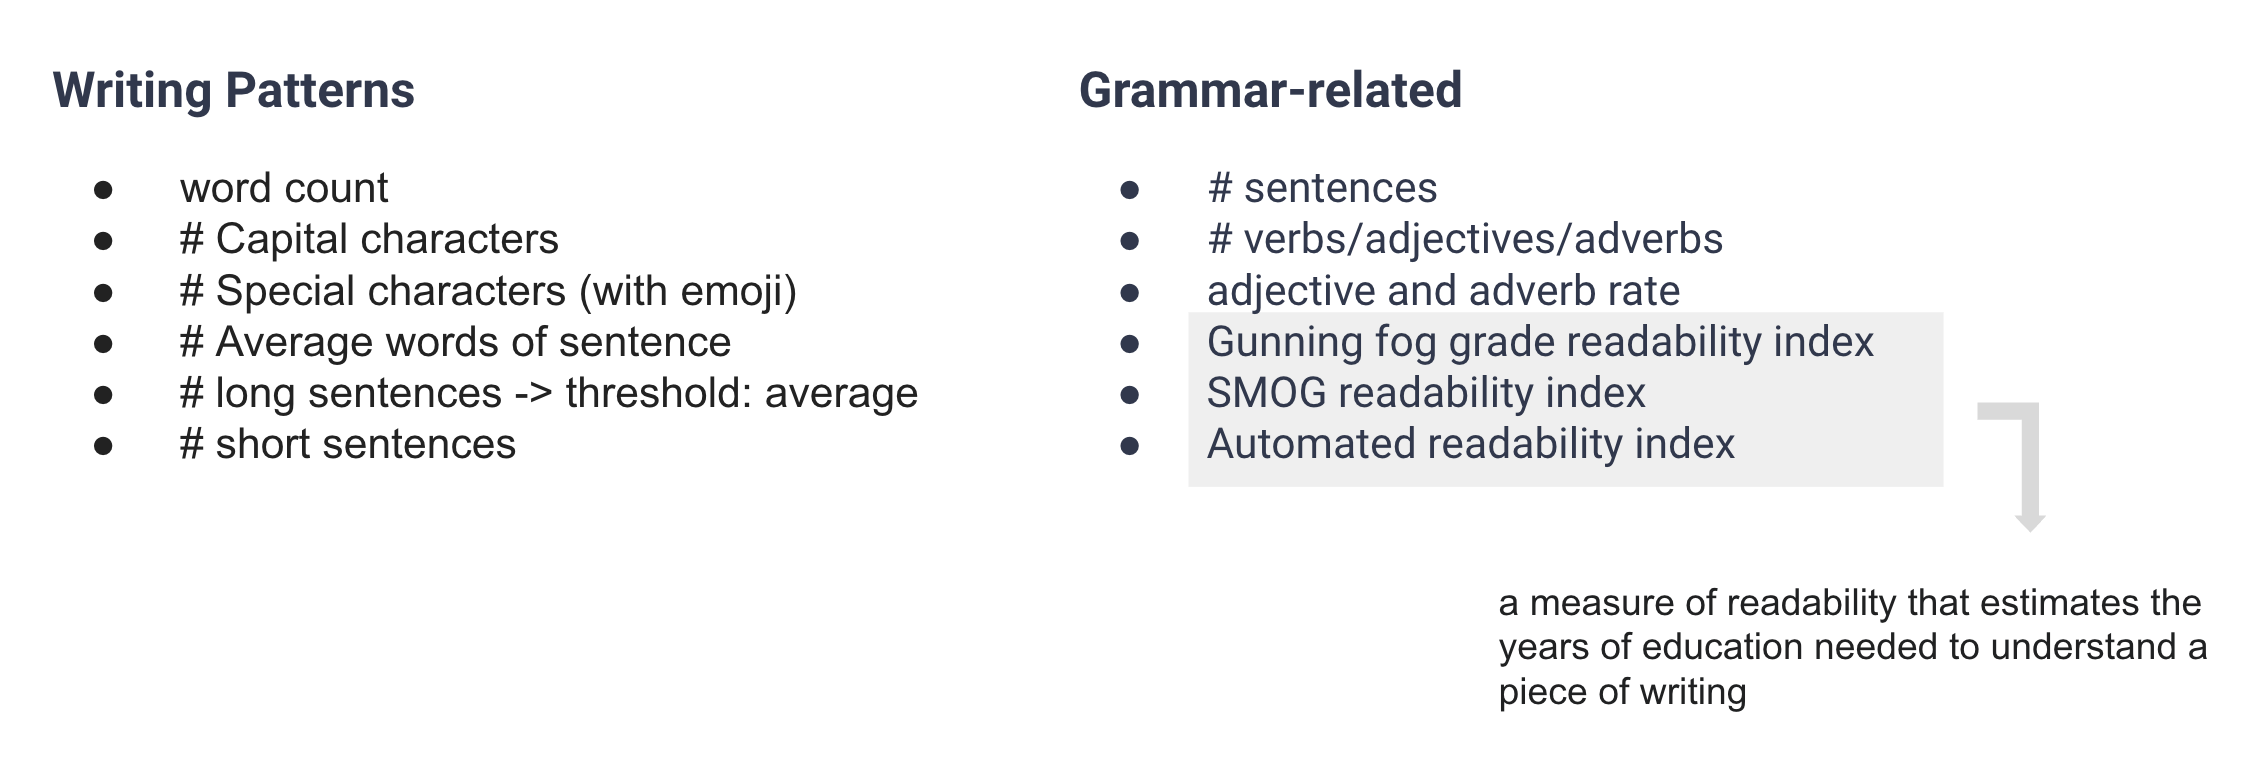 Writing Patterns
● word count
● # Capital characters
● # Special characters (with emoji)
● # Average words of sentence
● # long sentences -> threshold: average
● # short sentences
Grammar-related
● # sentences
● # verbs/adjectives/adverbs
● adjective and adverb rate
● Gunning fog grade readability index
● SMOG readability index
● Automated readability index
a measure of readability that estimates the
years of education needed to understand a
piece of writing